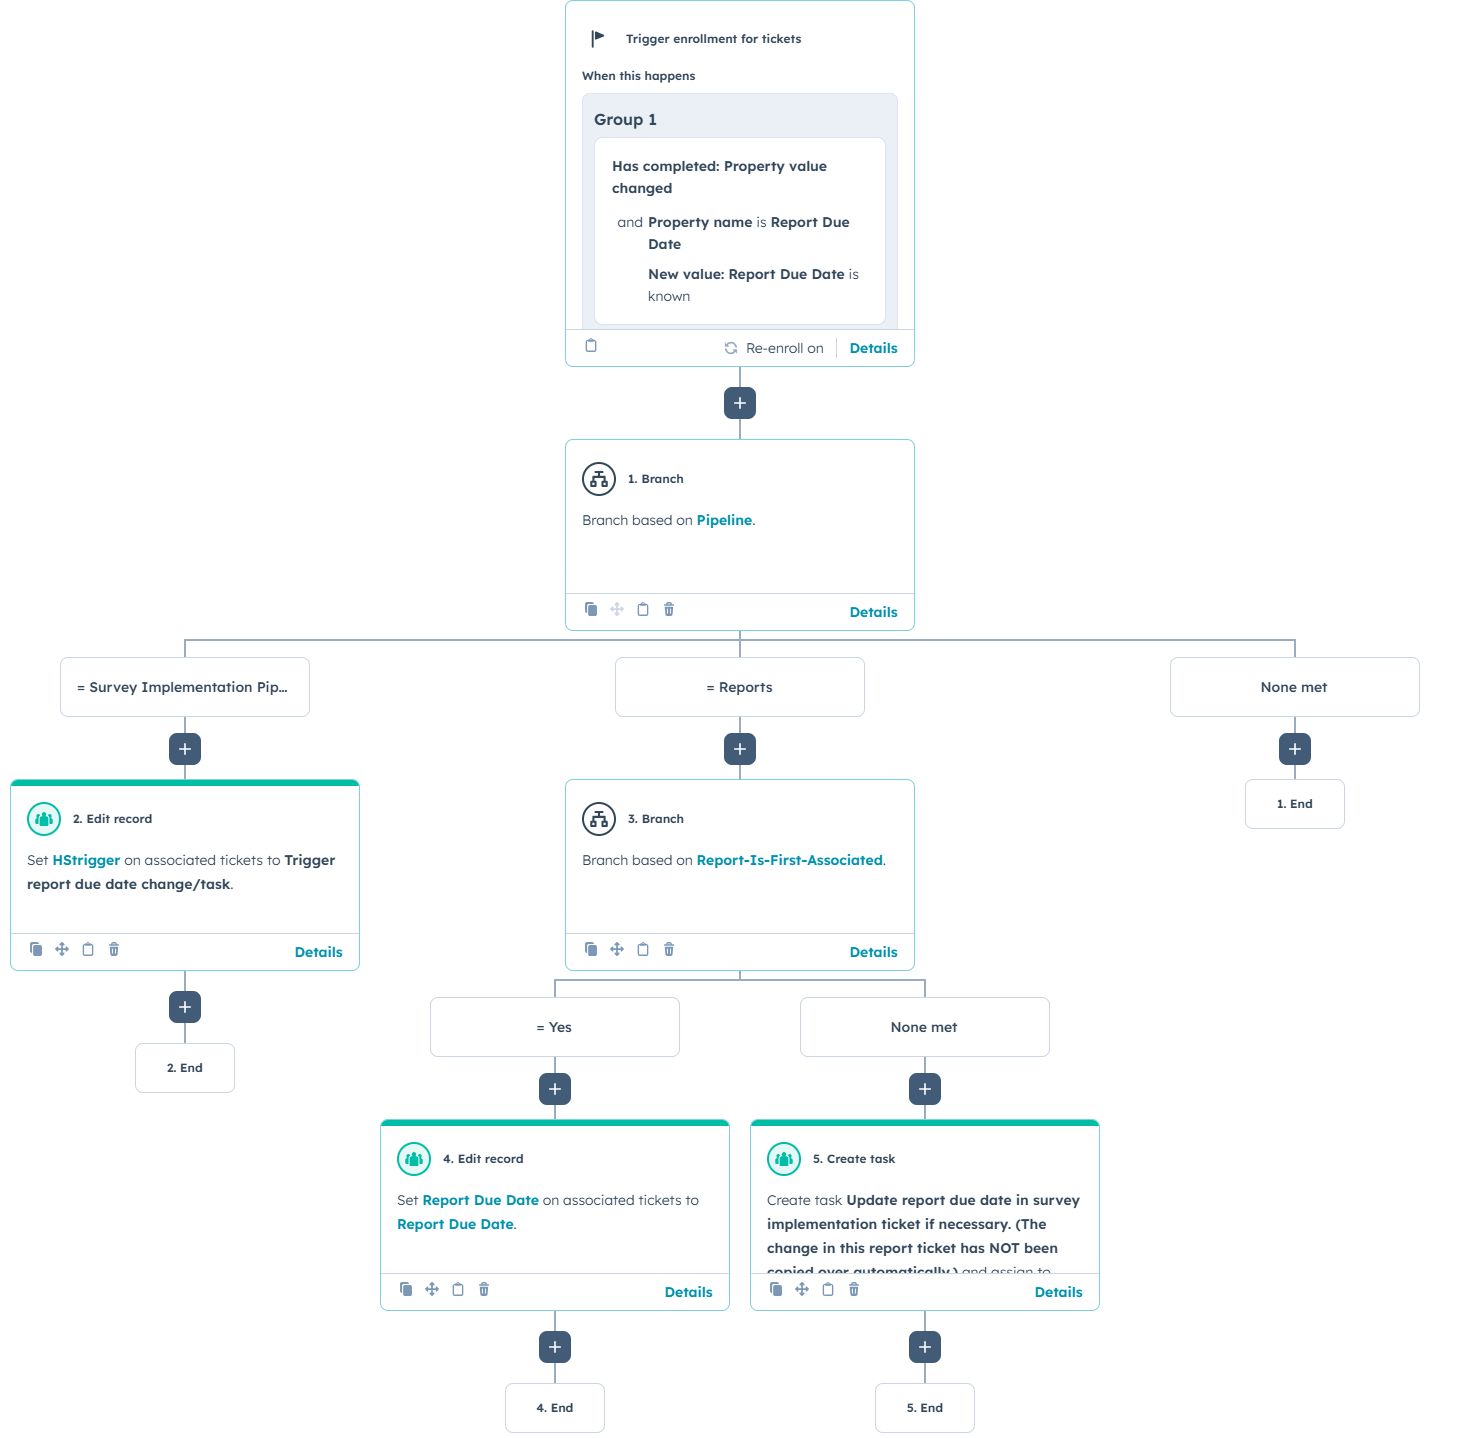 Trigger enrollment for tickets
When this happens
Group 1
Has completed: Property value
changed
and Property name is Report Due
Date
New value: Report Due Date is
known
Re-enroll on
Details
1. Branch
Branch based on Pipeline.
Details
= Survey Implementation Pip...
= Reports
None met
2. Edit record
Set HStrigger on associated tickets to Trigger
report due date change/task.
Details
3. Branch
Branch based on Report-Is-First-Associated.
Details
1. End
2. End
= Yes
None met
4. Edit record
Set Report Due Date on associated tickets to
Report Due Date.
Details
5. Create task
Create task Update report due date in survey
implementation ticket if necessary. (The
change in this report ticket has NOT been
copied over automatically.) and assign to
Details
4. End
5. End